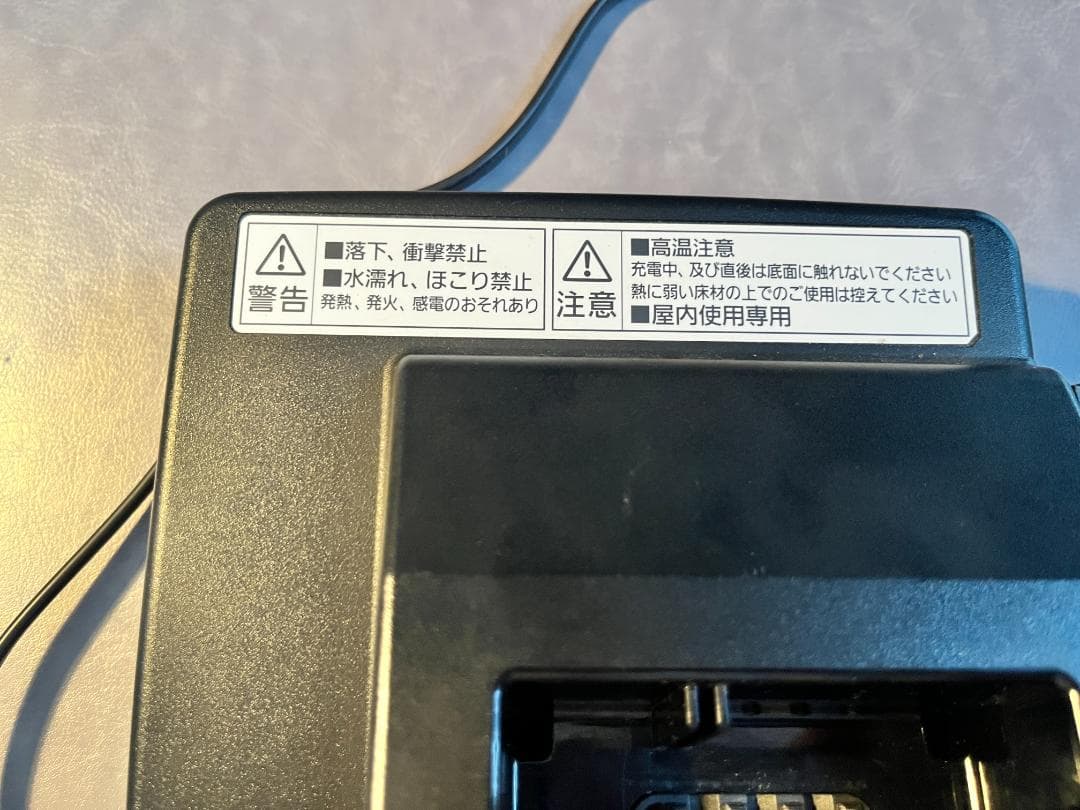 警告
■落下、衝撃禁止
■水濡れ、ほこり禁止
発熱、発火、感電のおそれあり
注意
■高温注意
充電中、及び直後は底面に触れないでください
熱に弱い床材の上でのご使用は控えてください
■屋内使用専用